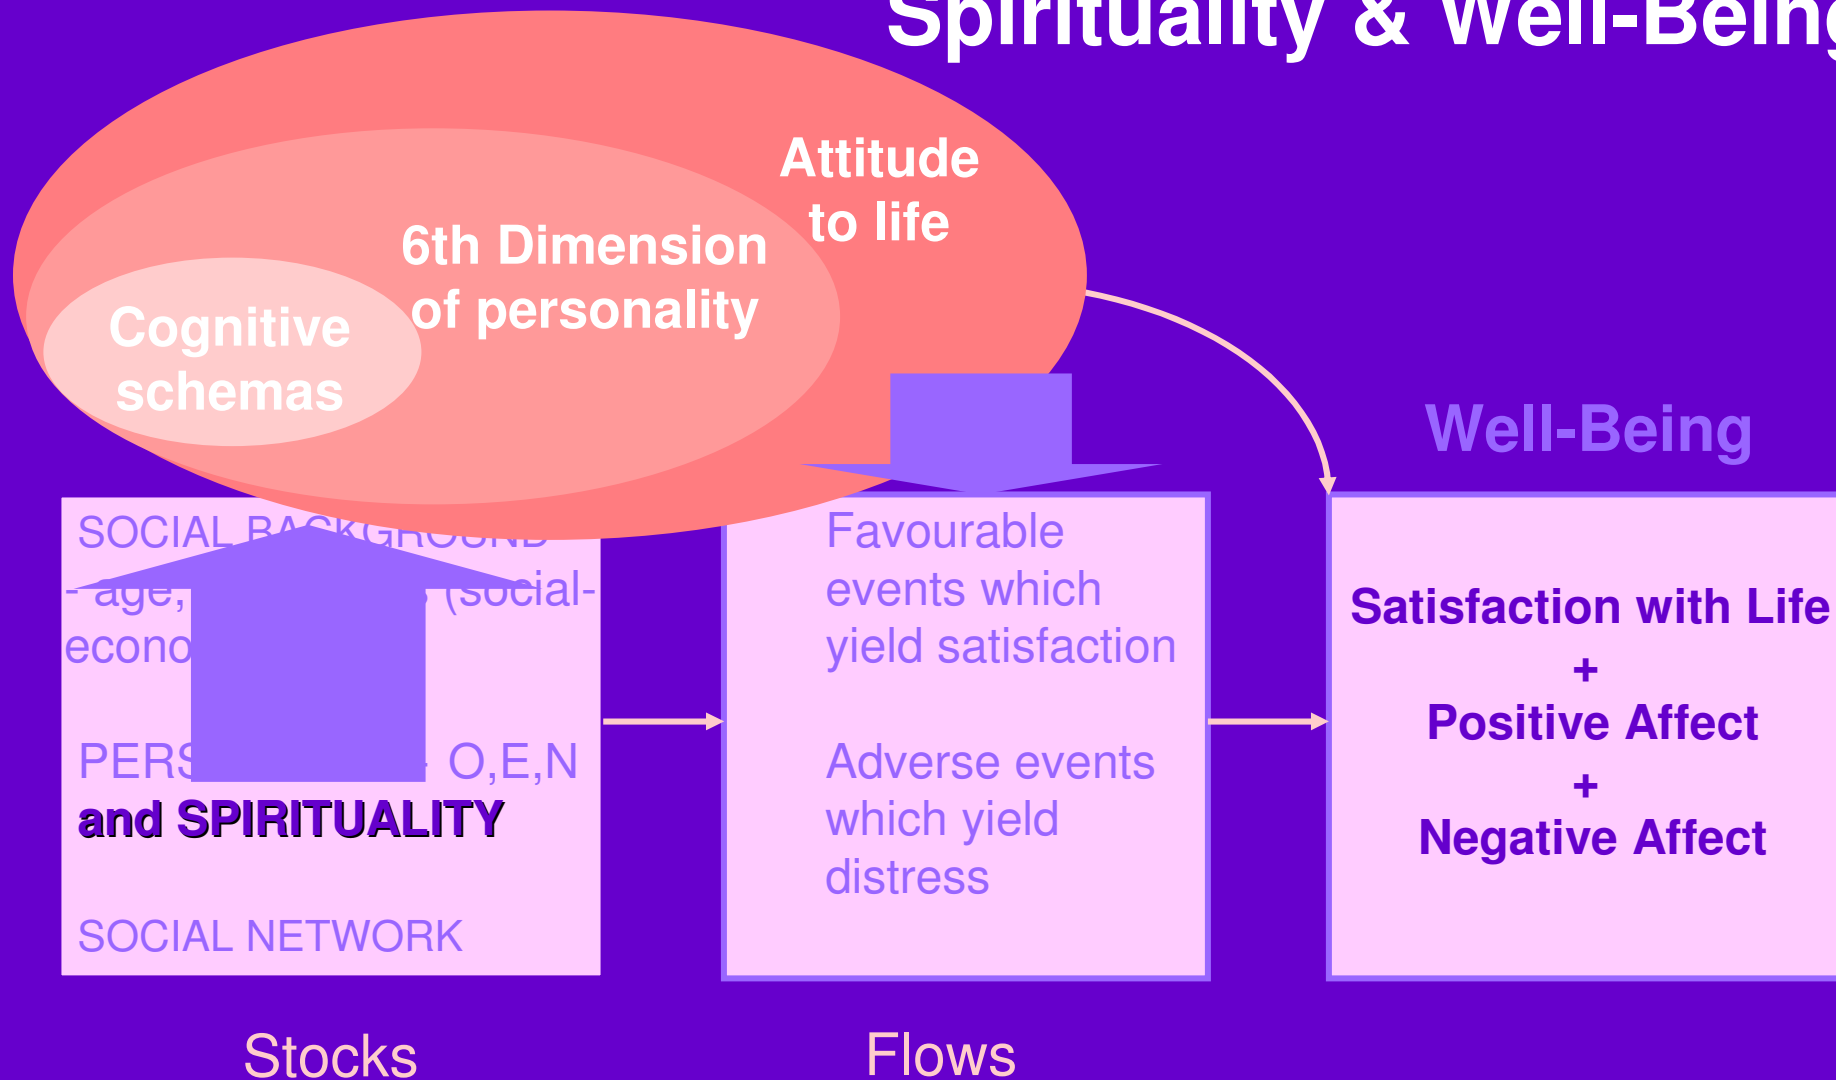 Spirituality & Well-Being
Attitude
to life
6th Dimension
of personality
Cognitive
schemas
Well-Being
SOCIAL BACKGROUND
- age, (social-
O,E,N
and SPIRITUALITY
SOCIAL NETWORK
Favourable
events which
yield satisfaction
Adverse events
which yield
distress
Satisfaction with Life
+
Positive Affect
+
Negative Affect
Stocks
Flows